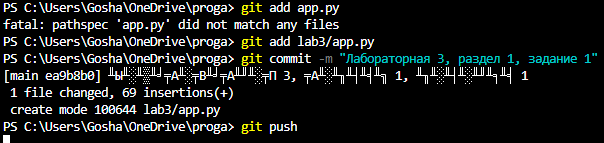 PS C:\Users\Gosha\OneDrive\proga> git add app.py
fatal: pathspec 'app.py' did not match any files
PS C:\Users\Gosha\OneDrive\proga> git add lab3/app.py
PS C:\Users\Gosha\OneDrive\proga> git commit -m "Лабораторная 3, раздел 1, задание 1"
[main ea9b8b0] 3, 1, 1
 1 file changed, 69 insertions(+)
 create mode 100644 lab3/app.py
PS C:\Users\Gosha\OneDrive\proga> git push